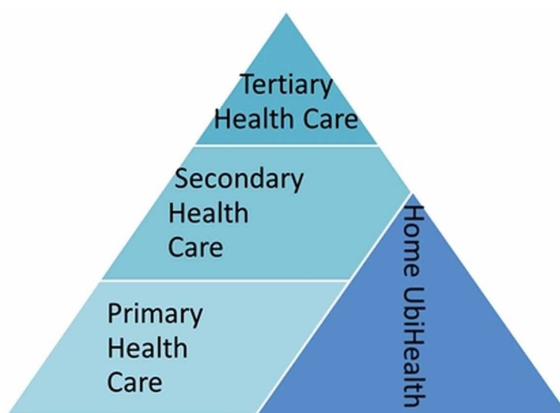 Tertiary
Health Care
Secondary
Health
Care
Primary
Health
Care
Home UbiHealth